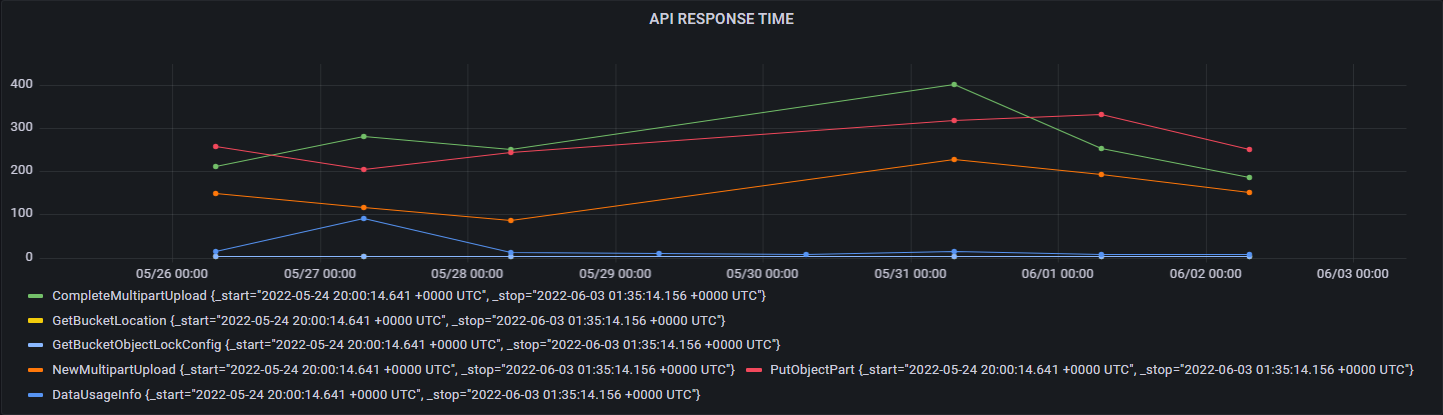 API RESPONSE TIME
400
300
200
100
0
05/26 00:00 05/27 00:00 05/28 00:00 05/29 00:00 05/30 00:00 05/31 00:00 06/01 00:00 06/02 00:00 06/03 00:00
CompleteMultipartUpload {_start="2022-05-24 20:00:14.641 +0000 UTC", _stop="2022-06-03 01:35:14.156 +0000 UTC"}
GetBucketLocation {_start="2022-05-24 20:00:14.641 +0000 UTC", _stop="2022-06-03 01:35:14.156 +0000 UTC"}
GetBucketObjectLockConfig {_start="2022-05-24 20:00:14.641 +0000 UTC", _stop="2022-06-03 01:35:14.156 +0000 UTC"}
NewMultipartUpload {_start="2022-05-24 20:00:14.641 +0000 UTC", _stop="2022-06-03 01:35:14.156 +0000 UTC"} PutObjectPart {_start="2022-05-24 20:00:14.641 +0000 UTC", _stop="2022-06-03 01:35:14.156 +0000 UTC"}
DataUsageInfo {_start="2022-05-24 20:00:14.641 +0000 UTC", _stop="2022-06-03 01:35:14.156 +0000 UTC"}